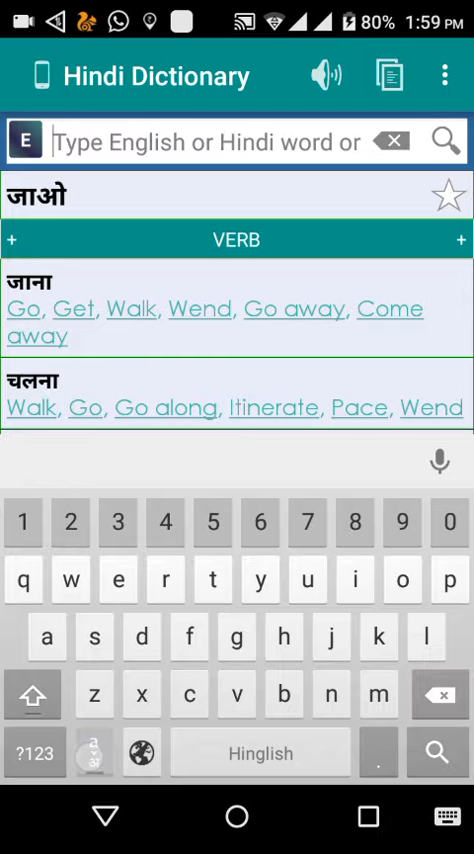 80% 1:59 PM
Hindi Dictionary
E Type English or Hindi word or
जाओ
+ VERB +
जाना
Go, Get, Walk, Wend, Go away, Come
away
चलना
Walk, Go, Go along, Itinerate, Pace, Wend
1 2 3 4 5 6 7 8 9 0
q w e r t y u i o p
a s d f g h j k l
z x c v b n m
?123 a अ Hinglish .